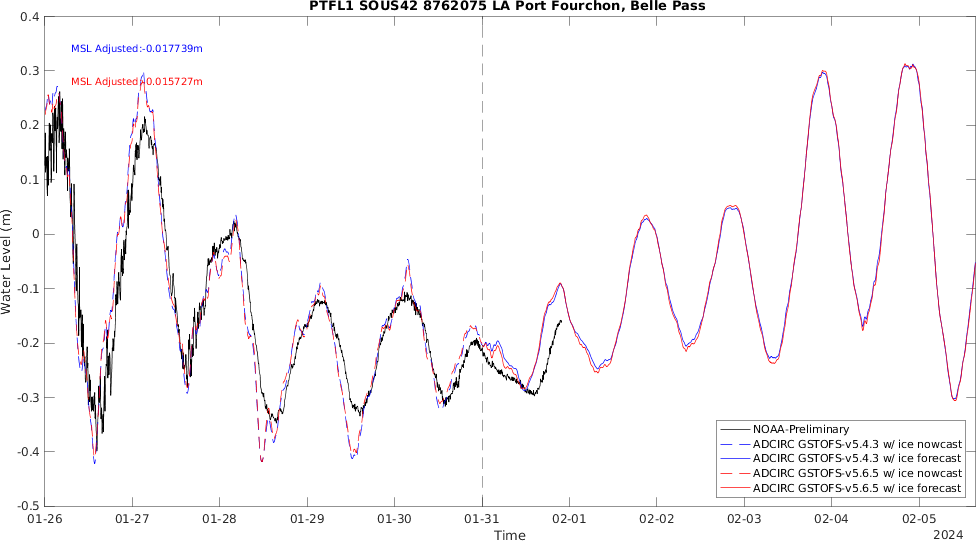 PTFL1 SOUS42 8762075 LA Port Fourchon, Belle Pass
MSL Adjusted:-0.017739m
MSL Adjusted:-0.015727m
Water Level (m)
0.4
0.3
0.2
0.1
0
-0.1
-0.2
-0.3
-0.4
-0.5
NOAA-Preliminary
ADCIRC GSTOFS-v5.4.3 w/ ice nowcast
ADCIRC GSTOFS-v5.4.3 w/ ice forecast
ADCIRC GSTOFS-v5.6.5 w/ ice nowcast
ADCIRC GSTOFS-v5.6.5 w/ ice forecast
01-26 01-27 01-28 01-29 01-30 01-31 02-01 02-02 02-03 02-04 02-05
Time
2024